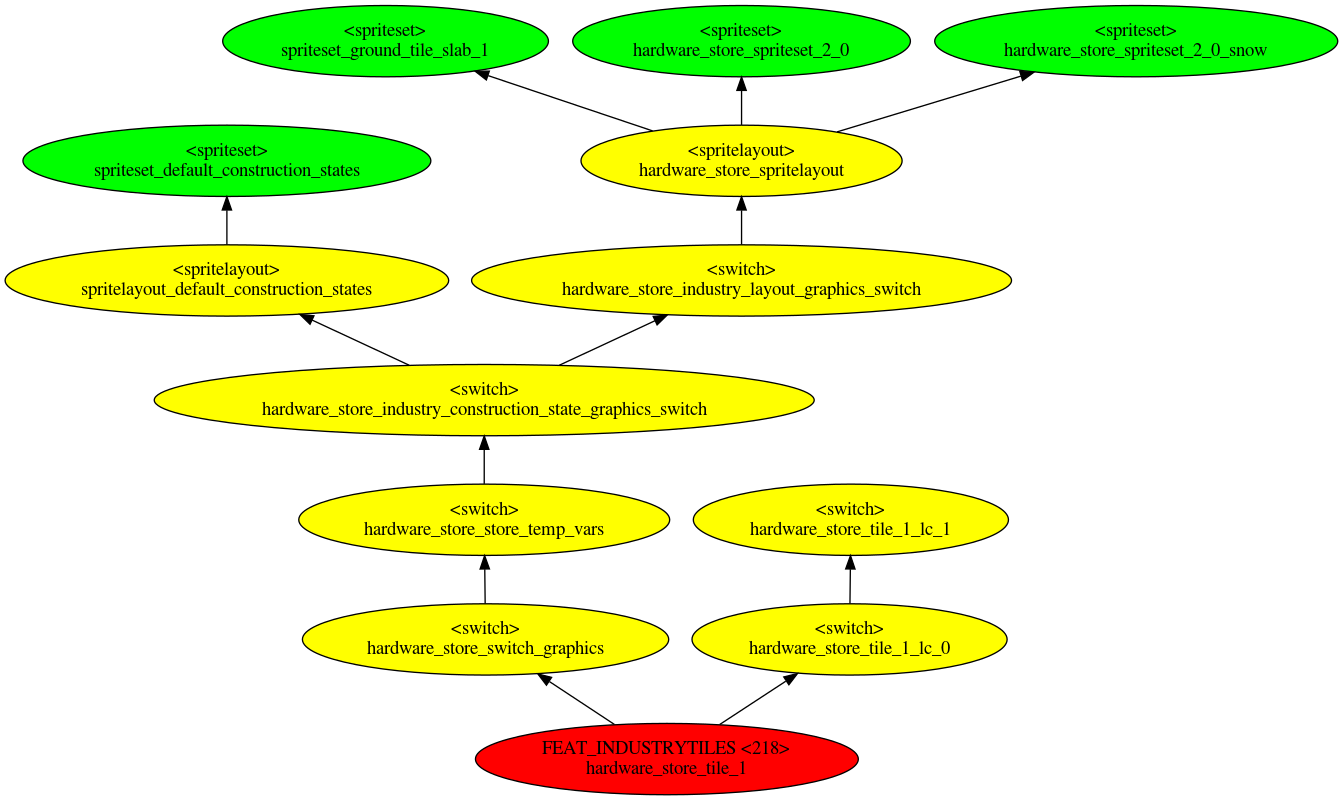 <spriteset>
spriteset_ground_tile_slab_1
<spriteset>
hardware_store_spriteset_2_0
<spriteset>
hardware_store_spriteset_2_0_snow
<spriteset>
spriteset_default_construction_states
<spritelayout>
hardware_store_spritelayout
<spritelayout>
spritelayout_default_construction_states
<switch>
hardware_store_industry_layout_graphics_switch
<switch>
hardware_store_industry_construction_state_graphics_switch
<switch>
hardware_store_store_temp_vars
<switch>
hardware_store_tile_1_lc_1
<switch>
hardware_store_switch_graphics
<switch>
hardware_store_tile_1_lc_0
FEAT_INDUSTRYTILES <218>
hardware_store_tile_1